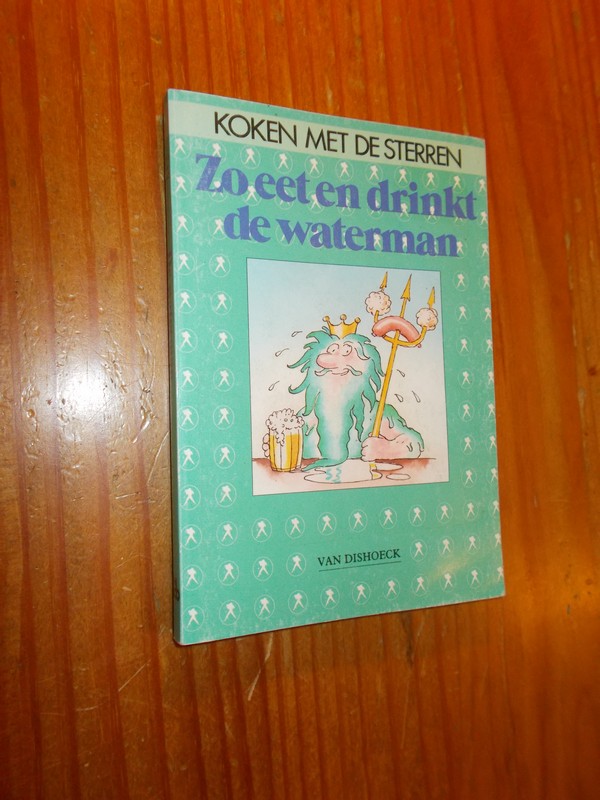 KOKEN MET DE STERREN
Zo eet en drinkt
de waterman
VAN DISHOECK